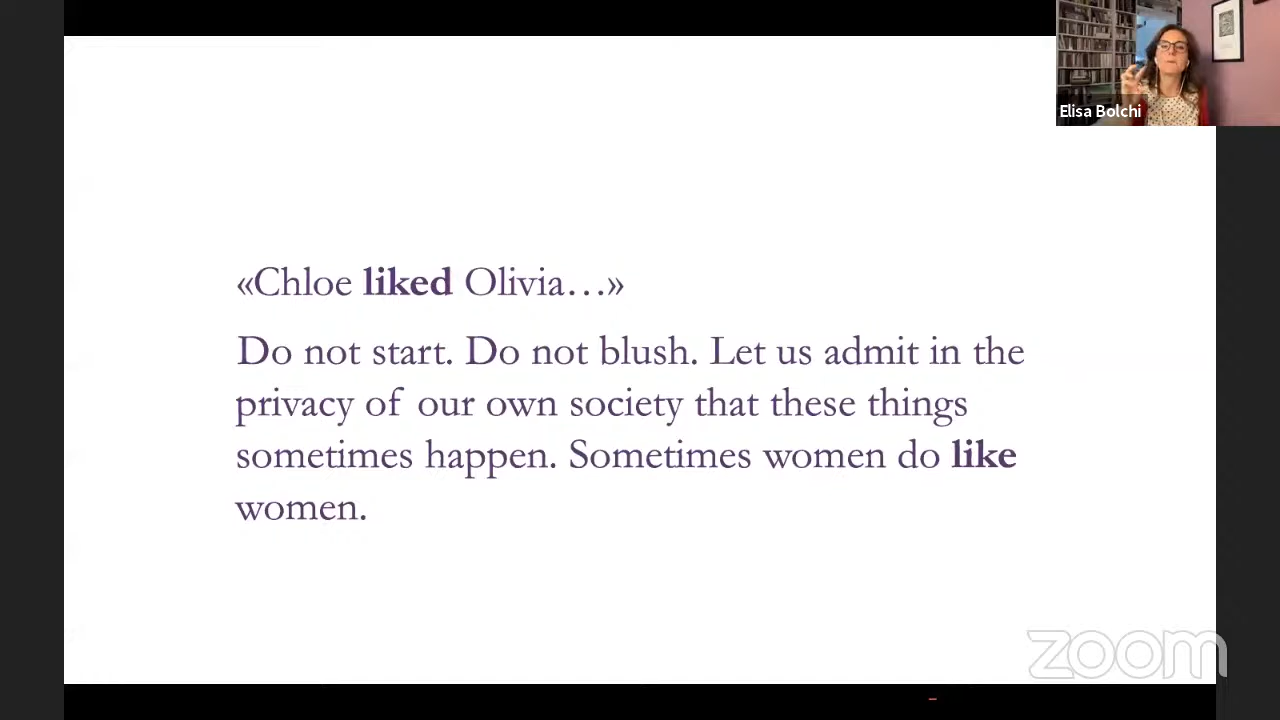 Elisa Bolchi
«Chloe liked Olivia…»
Do not start. Do not blush. Let us admit in the
privacy of our own society that these things
sometimes happen. Sometimes women do like
women.
zoom